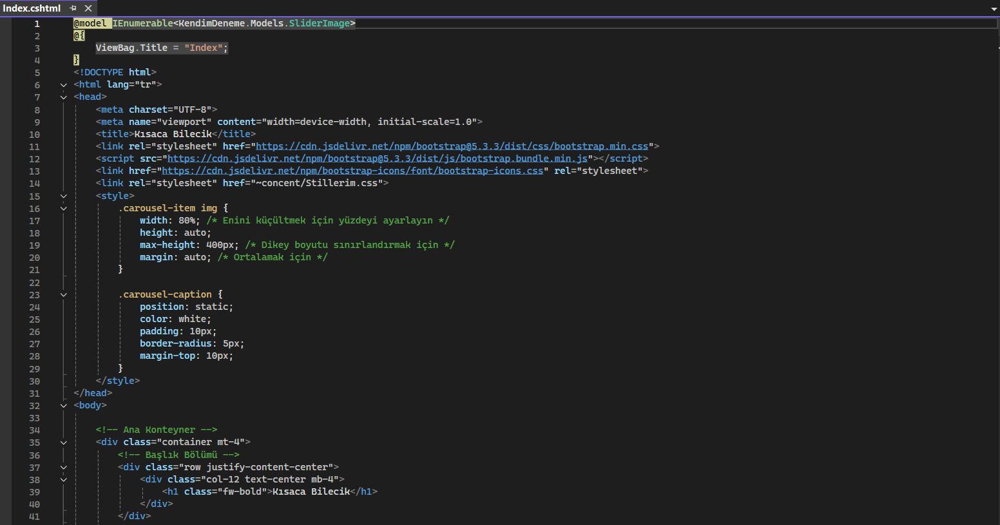 Index.cshtml
1 @model IEnumerable<KendimDeneme.Models.SliderImage>
2 @{
3 ViewBag.Title = "Index";
4 }
5 <!DOCTYPE html>
6 <html lang="tr">
7 <head>
8 <meta charset="UTF-8">
9 <meta name="viewport" content="width=device-width, initial-scale=1.0">
10 <title>Kısaca Bilecik</title>
11 <link rel="stylesheet" href="https://cdn.jsdelivr.net/npm/bootstrap@5.3.3/dist/css/bootstrap.min.css">
12 <script src="https://cdn.jsdelivr.net/npm/bootstrap@5.3.3/dist/js/bootstrap.bundle.min.js"></script>
13 <link href="https://cdn.jsdelivr.net/npm/bootstrap-icons/font/bootstrap-icons.css" rel="stylesheet">
14 <link rel="stylesheet" href="~concent/Stillerim.css">
15 <style>
16 .carousel-item img {
17 width: 80%; /* Enini küçültmek için yüzdeyi ayarlayın */
18 height: auto;
19 max-height: 400px; /* Dikey boyutu sınırlandırmak için */
20 margin: auto; /* Ortalamak için */
21 }
22
23 .carousel-caption {
24 position: static;
25 color: white;
26 padding: 10px;
27 border-radius: 5px;
28 margin-top: 10px;
29 }
30 </style>
31 </head>
32 <body>
33
34 <!-- Ana Konteyner -->
35 <div class="container mt-4">
36 <!-- Başlık Bölümü -->
37 <div class="row justify-content-center">
38 <div class="col-12 text-center mb-4">
39 <h1 class="fw-bold">Kısaca Bilecik</h1>
40 </div>
41 </div>